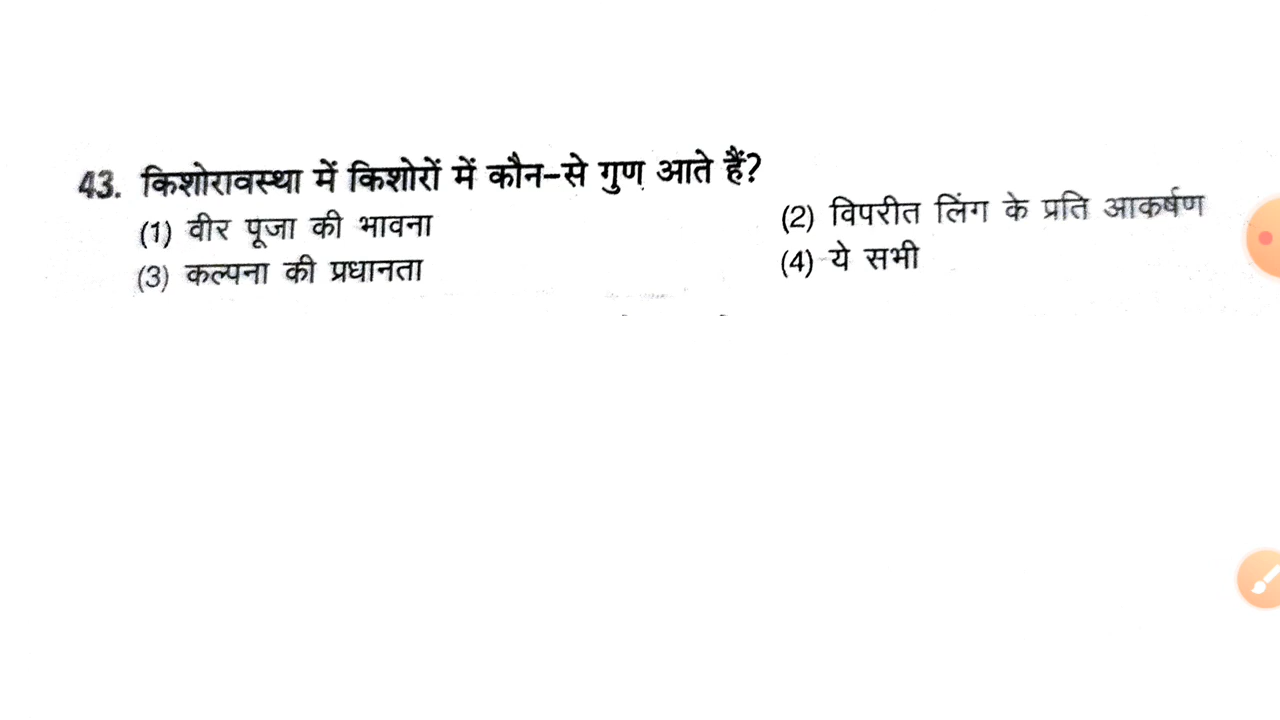 43. किशोरावस्था में किशोरों में कौन-से गुण आते हैं?
(1) वीर पूजा की भावना (2) विपरीत लिंग के प्रति आकर्षण
(3) कल्पना की प्रधानता (4) ये सभी